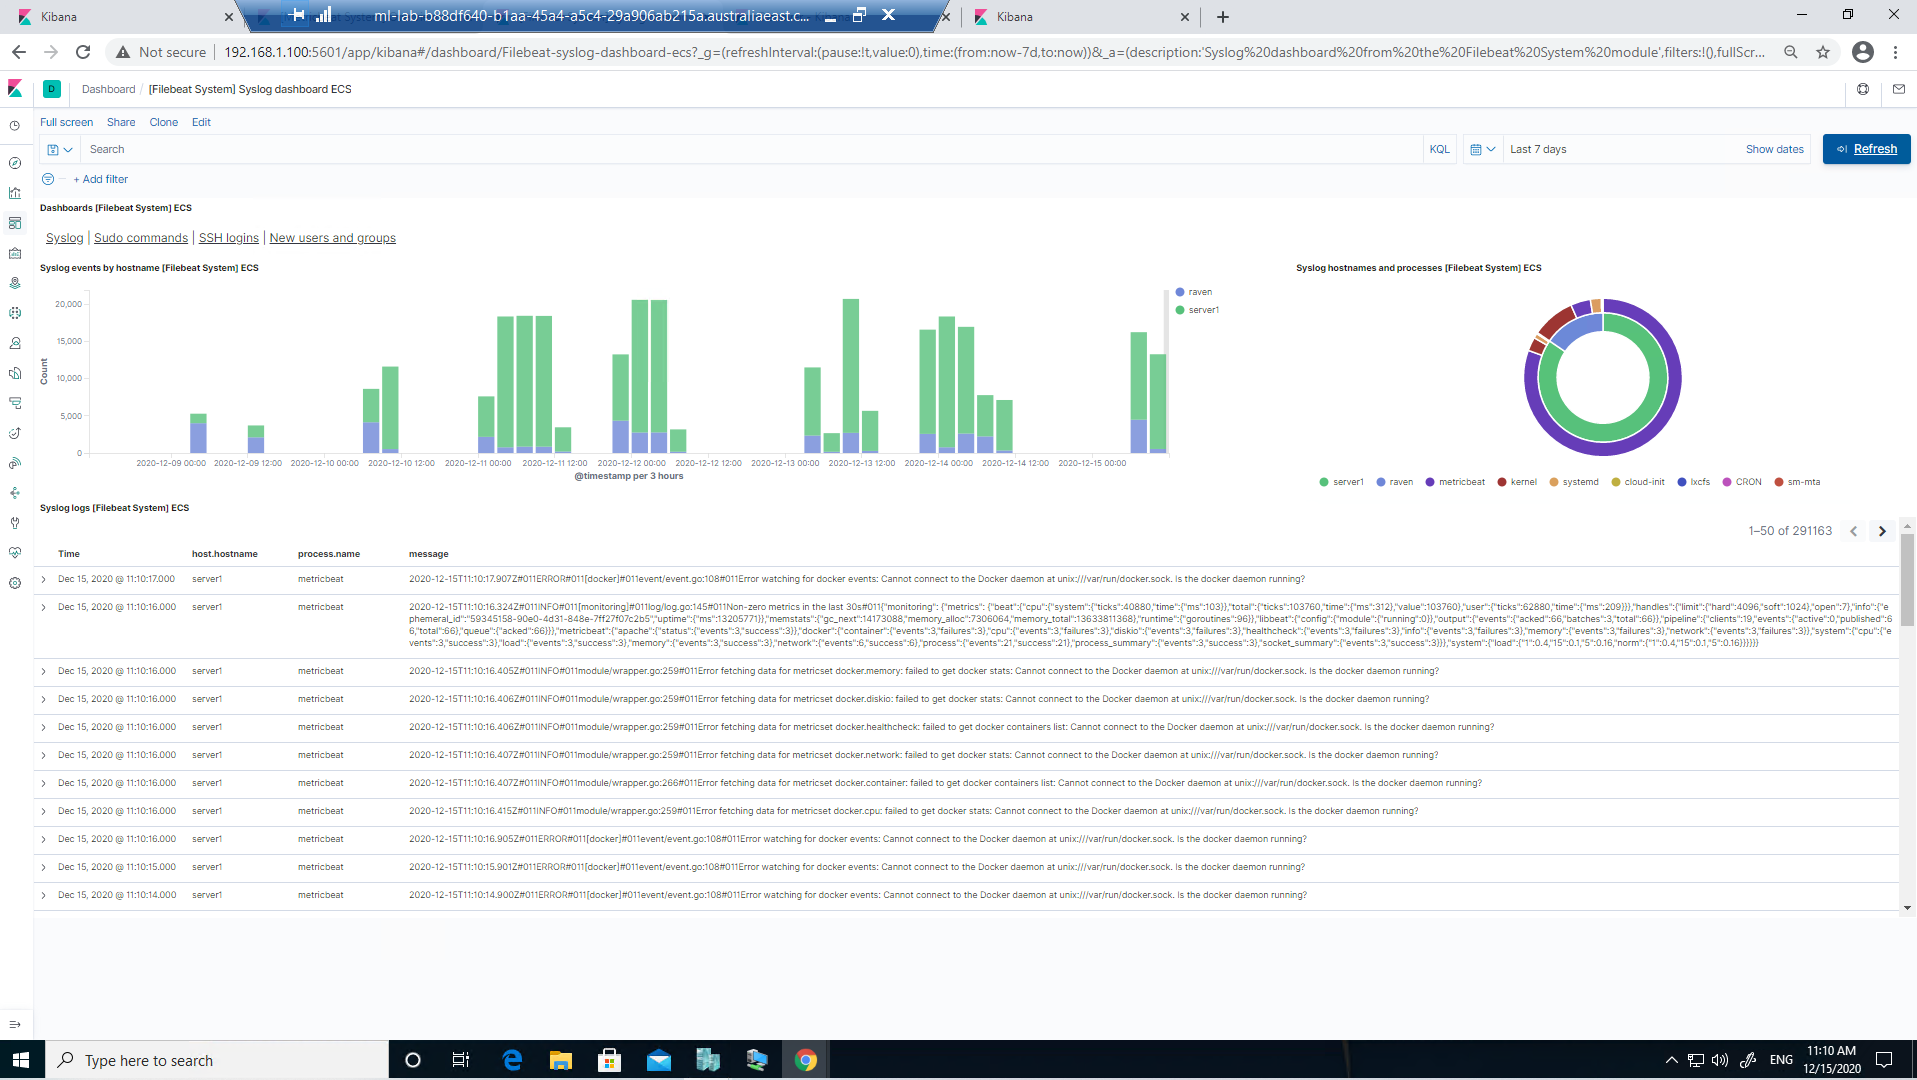 Kibana
ml-lab-b88df640-b1aa-45a4-a5c4-29a906ab215a.australiaeast.c...
Kibana
Not secure
192.168.1.100:5601/app/kibana#/dashboard/Filebeat-syslog-dashboard-ecs?_g=(refreshInterval:(pause:!t,value:0),time:(from:now-7d,to:now))&_a=(description:'Syslog%20dashboard%20from%20the%20Filebeat%20System%20module',filters:!(),fullScr...
D
Dashboard / [Filebeat System] Syslog dashboard ECS
Full screen Share Clone Edit
Search
KQL
Last 7 days
Show dates
Refresh
+ Add filter
Dashboards [Filebeat System] ECS
Syslog | Sudo commands | SSH logins | New users and groups
Syslog events by hostname [Filebeat System] ECS
20,000
15,000
10,000
5,000
0
Count
2020-12-09 00:00 2020-12-09 12:00 2020-12-10 00:00 2020-12-10 12:00 2020-12-11 00:00 2020-12-11 12:00 2020-12-12 00:00 2020-12-12 12:00 2020-12-13 00:00 2020-12-13 12:00 2020-12-14 00:00 2020-12-14 12:00 2020-12-15 00:00
@timestamp per 3 hours
raven
server1
Syslog hostnames and processes [Filebeat System] ECS
server1 raven metricbeat kernel systemd cloud-init lxcfs CRON sm-mta
Syslog logs [Filebeat System] ECS
1–50 of 291163
Time host.hostname process.name message
Dec 15, 2020 @ 11:10:17.000 server1 metricbeat 2020-12-15T11:10:17.907Z#011ERROR#011[docker]#011event/event.go:108#011Error watching for docker events: Cannot connect to the Docker daemon at unix:///var/run/docker.sock. Is the docker daemon running?
Dec 15, 2020 @ 11:10:16.000 server1 metricbeat 2020-12-15T11:10:16.324Z#011INFO#011[monitoring]#011log/log.go:145#011Non-zero metrics in the last 30s#011{"monitoring": {"metrics": {"beat":{"cpu":{"system":{"ticks":40880,"time":{"ms":103}},"total":{"ticks":103760,"time":{"ms":312},"value":103760},"user":{"ticks":62880,"time":{"ms":209}}},"handles":{"limit":{"hard":4096,"soft":1024},"open":7},"info":{"e
phemeral_id":"59345158-90e0-4d31-848e-7ff27f07c2b5","uptime":{"ms":13205771}},"memstats":{"gc_next":14173088,"memory_alloc":7306064,"memory_total":13633811368},"runtime":{"goroutines":96}},"libbeat":{"config":{"module":{"running":0}},"output":{"events":{"acked":66,"batches":3,"total":66}},"pipeline":{"clients":19,"events":{"active":0,"published":6
6,"total":66},"queue":{"acked":66}}},"metricbeat":{"apache":{"status":{"events":3,"success":3}},"docker":{"container":{"events":3,"failures":3},"cpu":{"events":3,"failures":3},"diskio":{"events":3,"failures":3},"healthcheck":{"events":3,"failures":3},"info":{"events":3,"failures":3},"memory":{"events":3,"failures":3},"network":{"events":3,"failures":3}},"system":{"cpu":{"e
vents":3,"success":3},"load":{"events":3,"success":3},"memory":{"events":3,"success":3},"network":{"events":6,"success":6},"process":{"events":21,"success":21},"process_summary":{"events":3,"success":3},"socket_summary":{"events":3,"success":3}}},"system":{"load":{"1":0.4,"15":0.1,"5":0.16,"norm":{"1":0.4,"15":0.1,"5":0.16}}}}}}
Dec 15, 2020 @ 11:10:16.000 server1 metricbeat 2020-12-15T11:10:16.405Z#011INFO#011module/wrapper.go:259#011Error fetching data for metricset docker.memory: failed to get docker stats: Cannot connect to the Docker daemon at unix:///var/run/docker.sock. Is the docker daemon running?
Dec 15, 2020 @ 11:10:16.000 server1 metricbeat 2020-12-15T11:10:16.406Z#011INFO#011module/wrapper.go:259#011Error fetching data for metricset docker.diskio: failed to get docker stats: Cannot connect to the Docker daemon at unix:///var/run/docker.sock. Is the docker daemon running?
Dec 15, 2020 @ 11:10:16.000 server1 metricbeat 2020-12-15T11:10:16.406Z#011INFO#011module/wrapper.go:259#011Error fetching data for metricset docker.healthcheck: failed to get docker containers list: Cannot connect to the Docker daemon at unix:///var/run/docker.sock. Is the docker daemon running?
Dec 15, 2020 @ 11:10:16.000 server1 metricbeat 2020-12-15T11:10:16.407Z#011INFO#011module/wrapper.go:259#011Error fetching data for metricset docker.network: failed to get docker stats: Cannot connect to the Docker daemon at unix:///var/run/docker.sock. Is the docker daemon running?
Dec 15, 2020 @ 11:10:16.000 server1 metricbeat 2020-12-15T11:10:16.407Z#011INFO#011module/wrapper.go:266#011Error fetching data for metricset docker.container: failed to get docker containers list: Cannot connect to the Docker daemon at unix:///var/run/docker.sock. Is the docker daemon running?
Dec 15, 2020 @ 11:10:16.000 server1 metricbeat 2020-12-15T11:10:16.415Z#011INFO#011module/wrapper.go:259#011Error fetching data for metricset docker.cpu: failed to get docker stats: Cannot connect to the Docker daemon at unix:///var/run/docker.sock. Is the docker daemon running?
Dec 15, 2020 @ 11:10:16.000 server1 metricbeat 2020-12-15T11:10:16.905Z#011ERROR#011[docker]#011event/event.go:108#011Error watching for docker events: Cannot connect to the Docker daemon at unix:///var/run/docker.sock. Is the docker daemon running?
Dec 15, 2020 @ 11:10:15.000 server1 metricbeat 2020-12-15T11:10:15.901Z#011ERROR#011[docker]#011event/event.go:108#011Error watching for docker events: Cannot connect to the Docker daemon at unix:///var/run/docker.sock. Is the docker daemon running?
Dec 15, 2020 @ 11:10:14.000 server1 metricbeat 2020-12-15T11:10:14.900Z#011ERROR#011[docker]#011event/event.go:108#011Error watching for docker events: Cannot connect to the Docker daemon at unix:///var/run/docker.sock. Is the docker daemon running?
Type here to search
ENG
11:10 AM
12/15/2020